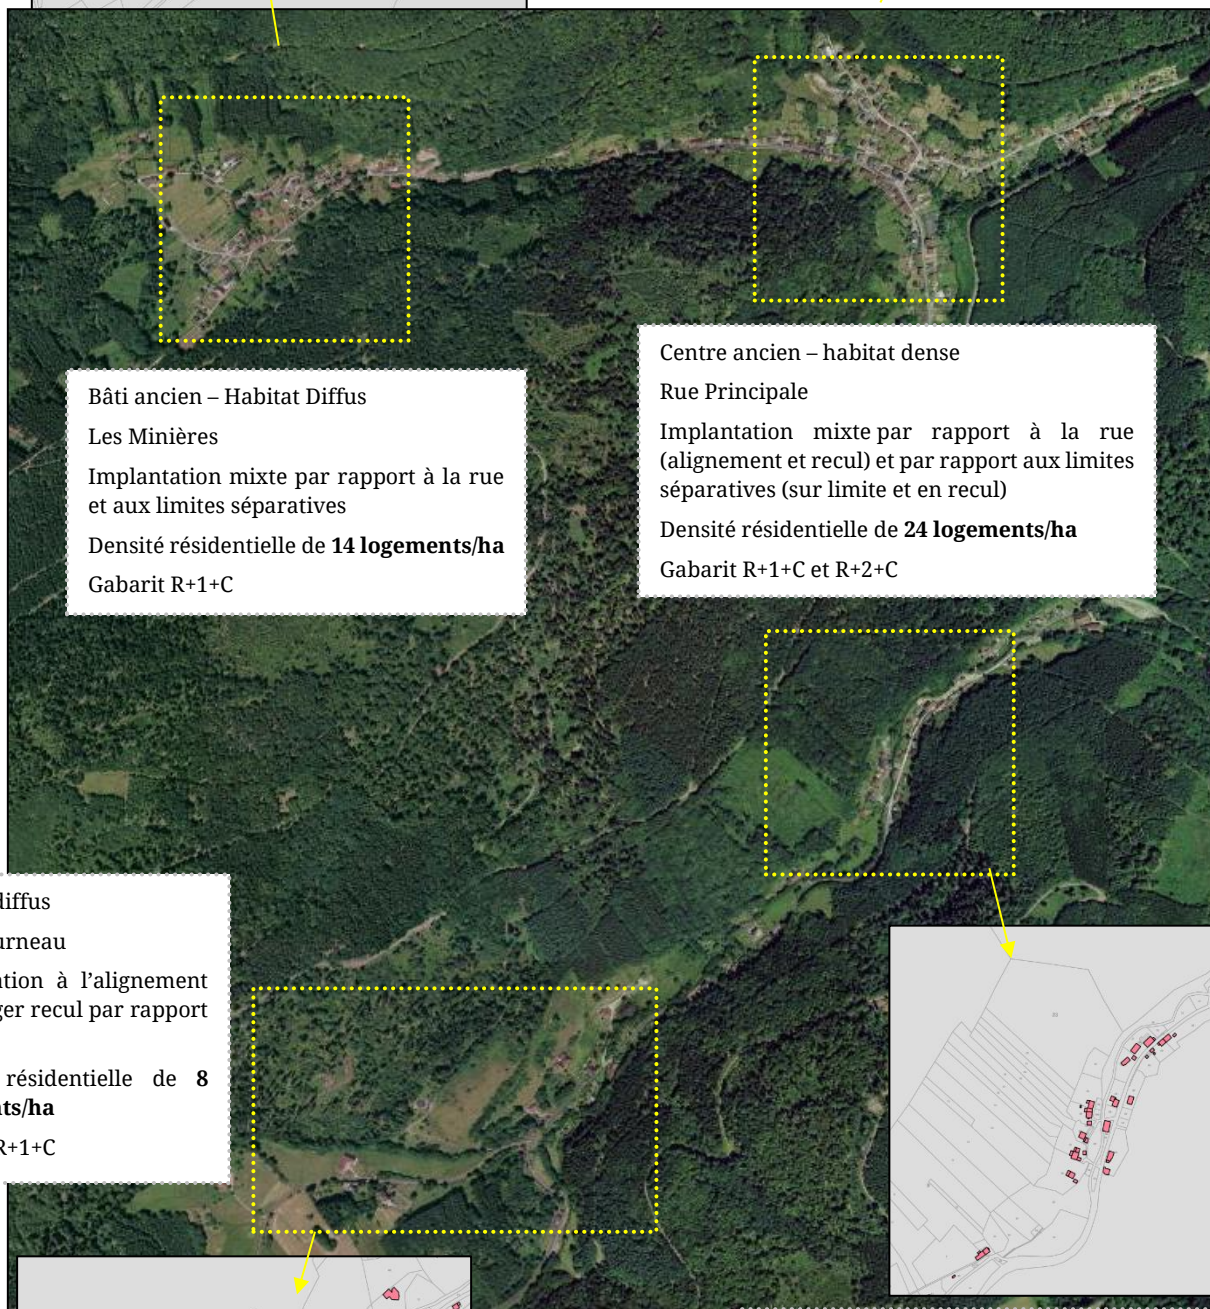 Centre ancien – habitat dense
Rue Principale
Implantation mixte par rapport à la rue
(alignement et recul) et par rapport aux limites
séparatives (sur limite et en recul)
Densité résidentielle de 24 logements/ha
Gabarit R+1+C et R+2+C
Bâti ancien – Habitat Diffus
Les Minières
Implantation mixte par rapport à la rue
et aux limites séparatives
Densité résidentielle de 14 logements/ha
Gabarit R+1+C
diffus
urneau
tion à l’alignement
ger recul par rapport
résidentielle de 8
ts/ha
R+1+C